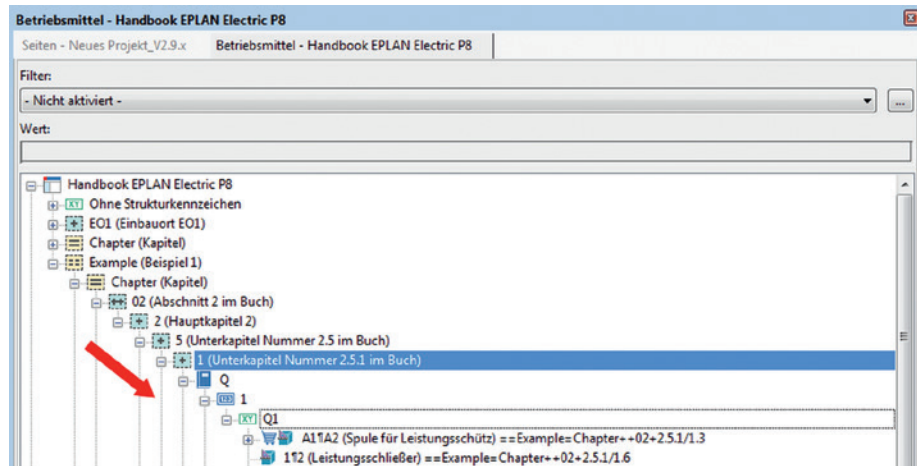 Betriebsmittel - Handbook EPLAN Electric P8
Seiten - Neues Projekt_V2.9.x Betriebsmittel - Handbook EPLAN Electric P8
Filter:
- Nicht aktiviert -
...
Wert:
Handbook EPLAN Electric P8
XY Ohne Strukturkennzeichen
EO1 (Einbauort EO1)
Chapter (Kapitel)
Example (Beispiel 1)
Chapter (Kapitel)
02 (Abschnitt 2 im Buch)
2 (Hauptkapitel 2)
5 (Unterkapitel Nummer 2.5 im Buch)
1 (Unterkapitel Nummer 2.5.1 im Buch)
Q
123 1
XY Q1
A1¶A2 (Spule für Leistungsschütz) ==Example=Chapter++02+2.5.1/1.3
1¶2 (Leistungsschließer) ==Example=Chapter++02+2.5.1/1.6